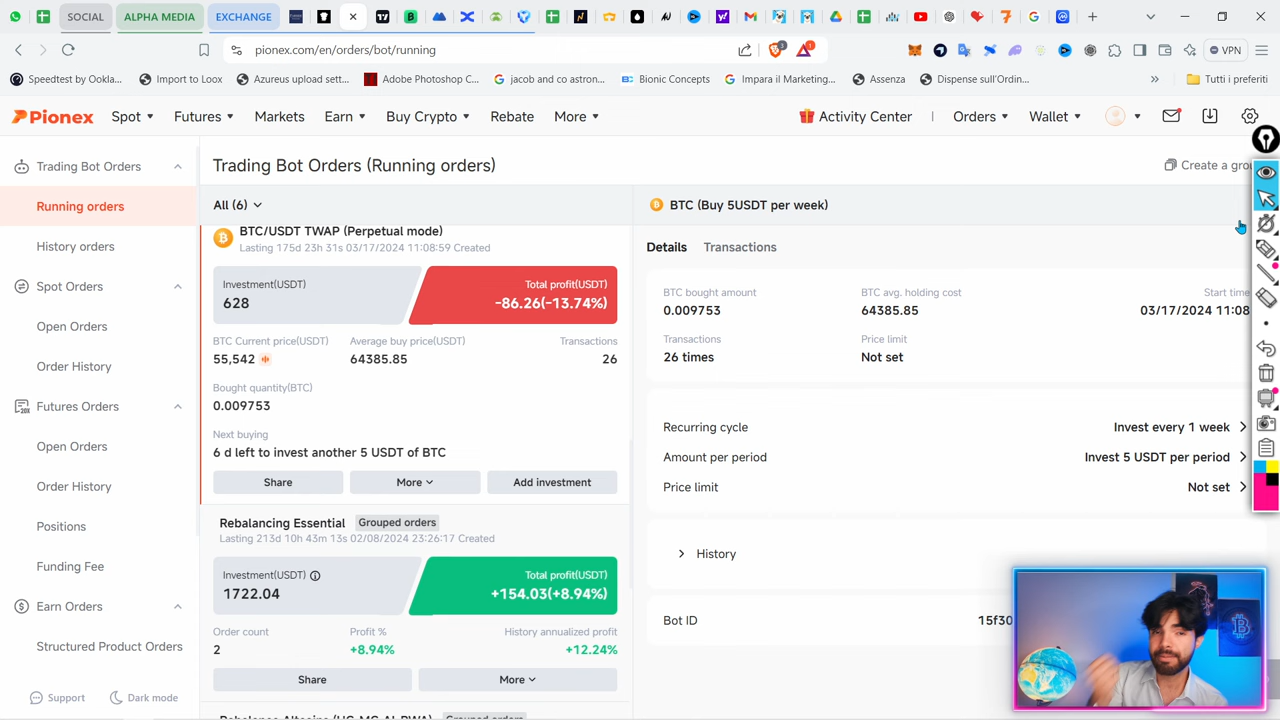 SOCIAL
ALPHA MEDIA
EXCHANGE
pionex.com/en/orders/bot/running
VPN
Speedtest by Ookla...
Import to Loox
Azureus upload sett...
Adobe Photoshop C...
jacob and co astron...
Bionic Concepts
Impara il Marketing...
Assenza
Dispense sull'Ordin...
Tutti i preferiti
Pionex
Spot
Futures
Markets
Earn
Buy Crypto
Rebate
More
Activity Center
Orders
Wallet
Trading Bot Orders
Running orders
History orders
Spot Orders
Open Orders
Order History
Futures Orders
Open Orders
Order History
Positions
Funding Fee
Earn Orders
Structured Product Orders
Support
Dark mode
Trading Bot Orders (Running orders)
Create a grou
All (6)
BTC/USDT TWAP (Perpetual mode)
Lasting 175d 23h 31s 03/17/2024 11:08:59 Created
Investment(USDT)
628
Total profit(USDT)
-86.26(-13.74%)
BTC Current price(USDT)
55,542
Average buy price(USDT)
64385.85
Transactions
26
Bought quantity(BTC)
0.009753
Next buying
6 d left to invest another 5 USDT of BTC
Share
More
Add investment
Rebalancing Essential
Grouped orders
Lasting 213d 10h 43m 13s 02/08/2024 23:26:17 Created
Investment(USDT)
1722.04
Total profit(USDT)
+154.03(+8.94%)
Order count
2
Profit %
+8.94%
History annualized profit
+12.24%
Share
More
BTC (Buy 5USDT per week)
Details
Transactions
BTC bought amount
0.009753
BTC avg. holding cost
64385.85
Start time
03/17/2024 11:08
Transactions
26 times
Price limit
Not set
Recurring cycle
Invest every 1 week
Amount per period
Invest 5 USDT per period
Price limit
Not set
History
Bot ID
15f30